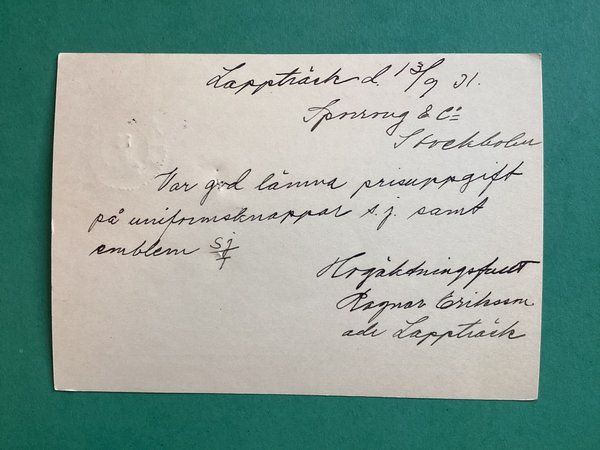 Lappträsk d. 13/9 31.
Sporrong & Co
Stockholm
Var god lämna prisuppgift
på uniformsknappar s.j. samt
emblem SJ
Högaktningsfullt
Ragnar Eriksson
adr Lappträsk